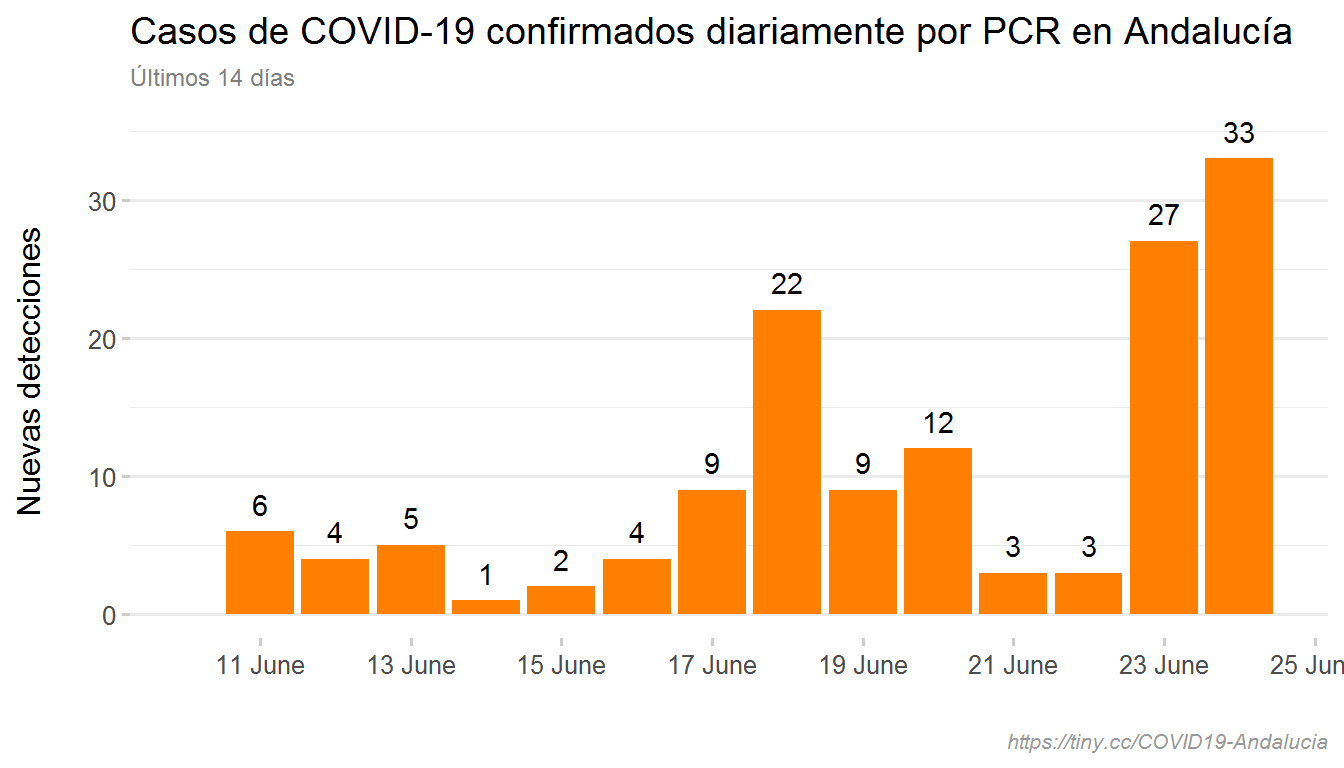 Casos de COVID-19 confirmados diariamente por PCR en Andalucía
Últimos 14 días
Nuevas detecciones
30
20
10
0
6
4
5
1
2
4
9
22
9
12
3
3
27
33
11 June
13 June
15 June
17 June
19 June
21 June
23 June
25 Jun
https://tiny.cc/COVID19-Andalucia